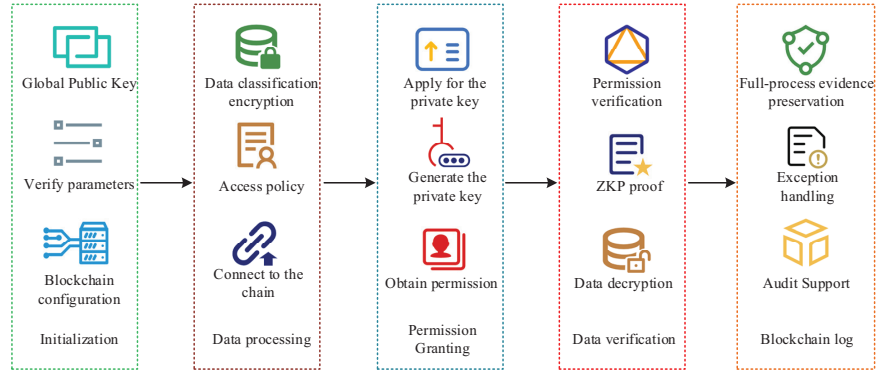 Global Public Key
Verify parameters
Blockchain
configuration
Initialization
Data classification
encryption
Access policy
Connect to the
chain
Data processing
Apply for the
private key
Generate the
private key
Obtain permission
Permission
Granting
Permission
verification
ZKP proof
Data decryption
Data verification
Full-process evidence
preservation
Exception
handling
Audit Support
Blockchain log